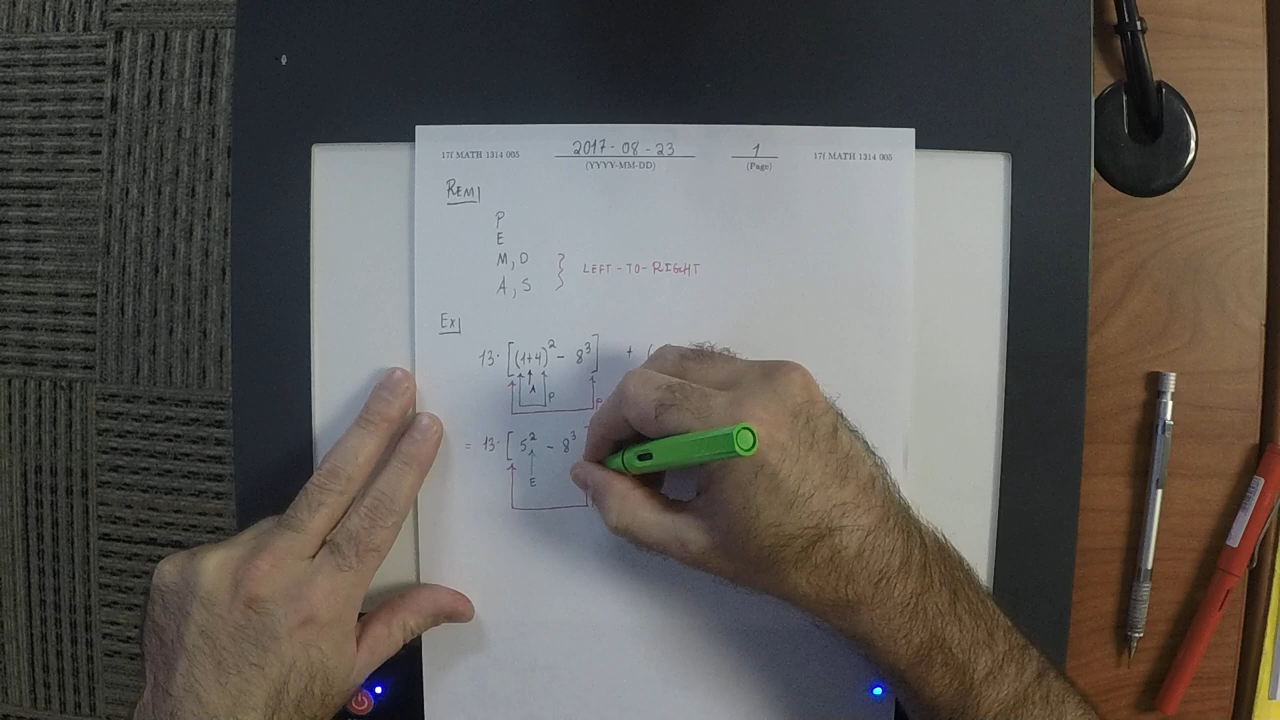 17f MATH 1314 005 2017-08-23 1 17f MATH 1314 005
(YYYY-MM-DD) (Page)
REM
P
E
M, D
A, S } LEFT-TO-RIGHT
Ex
13·[(1+4)² - 8³] + (
A P P
= 13·[5² - 8³
E